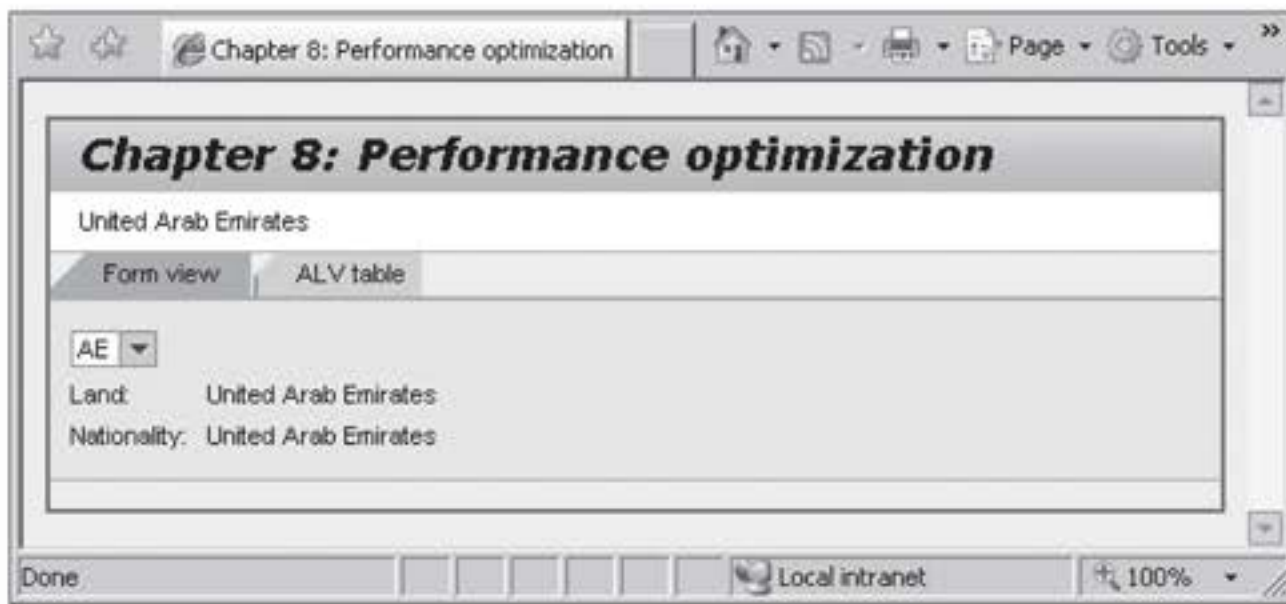 Chapter 8: Performance optimization Page Tools »
Chapter 8: Performance optimization
United Arab Emirates
Form view ALV table
AE
Land: United Arab Emirates
Nationality: United Arab Emirates
Done Local intranet 100%